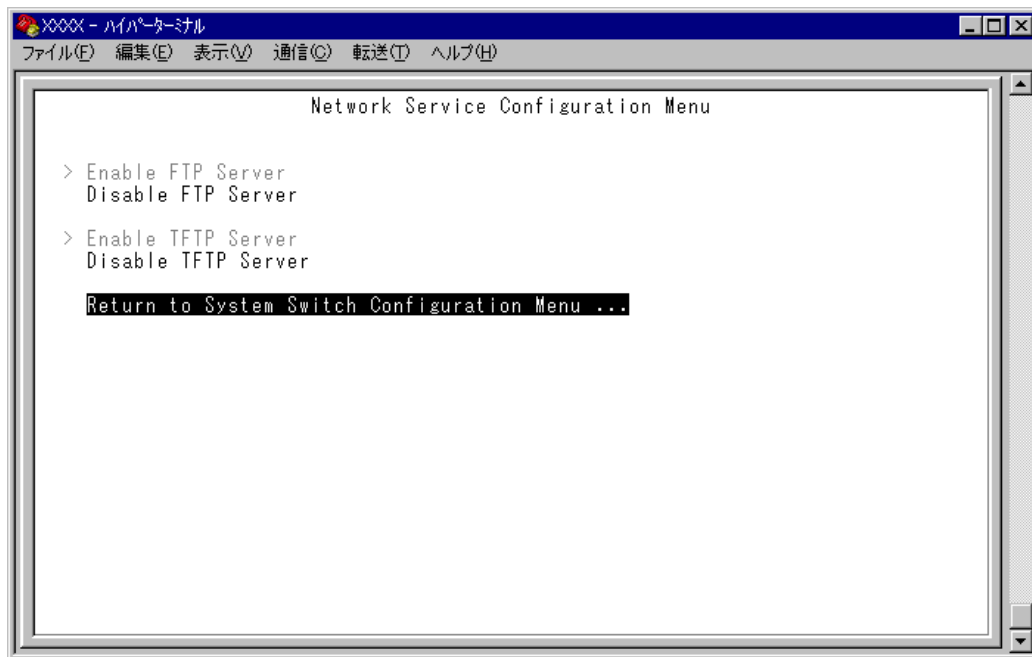 XXXX - ﾊｲﾊﾟｰﾀｰﾐﾅﾙ
ファイル(F) 編集(E) 表示(V) 通信(C) 転送(T) ヘルプ(H)
Network Service Configuration Menu
> Enable FTP Server
Disable FTP Server
> Enable TFTP Server
Disable TFTP Server
Return to System Switch Configuration Menu ...